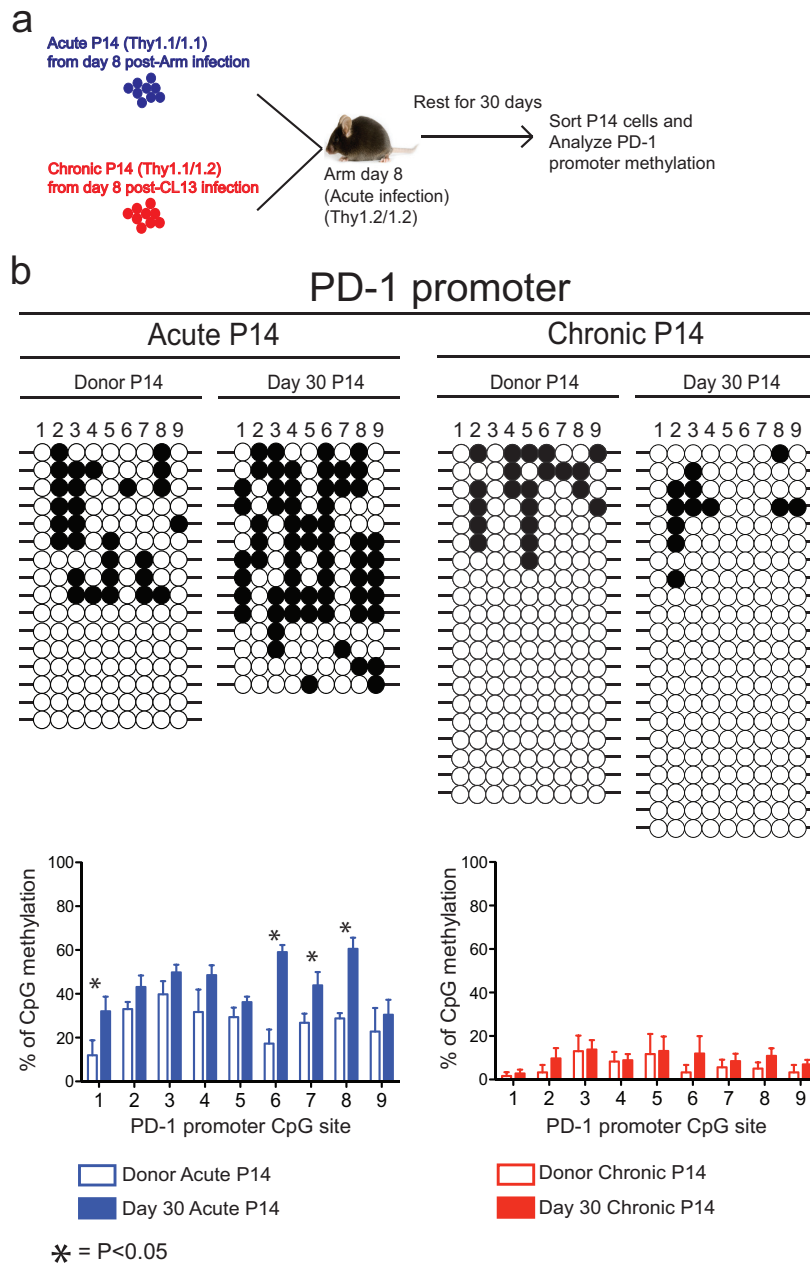 a
Acute P14 (Thy1.1/1.1)
from day 8 post-Arm infection
Chronic P14 (Thy1.1/1.2)
from day 8 post-CL13 infection
Arm day 8
(Acute infection)
(Thy1.2/1.2)
Rest for 30 days
Sort P14 cells and
Analyze PD-1
promoter methylation
b
PD-1 promoter
Acute P14
Chronic P14
Donor P14
Day 30 P14
Donor P14
Day 30 P14
1 2 3 4 5 6 7 8 9
1 2 3 4 5 6 7 8 9
1 2 3 4 5 6 7 8 9
1 2 3 4 5 6 7 8 9
% of CpG methylation
100
80
60
40
20
0
* * * *
1 2 3 4 5 6 7 8 9
PD-1 promoter CpG site
Donor Acute P14
Day 30 Acute P14
* = P<0.05
% of CpG methylation
100
80
60
40
20
0
1 2 3 4 5 6 7 8 9
PD-1 promoter CpG site
Donor Chronic P14
Day 30 Chronic P14